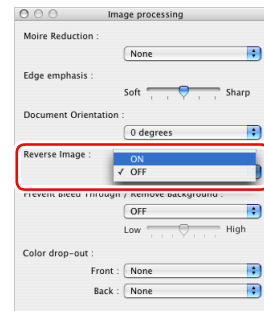 Image processing
Moire Reduction :
None
Edge emphasis :
Soft Sharp
Document Orientation :
0 degrees
Reverse Image :
ON
✓ OFF
Prevent Bleed Through / Remove Background :
OFF
Low High
Color drop-out :
Front : None
Back : None